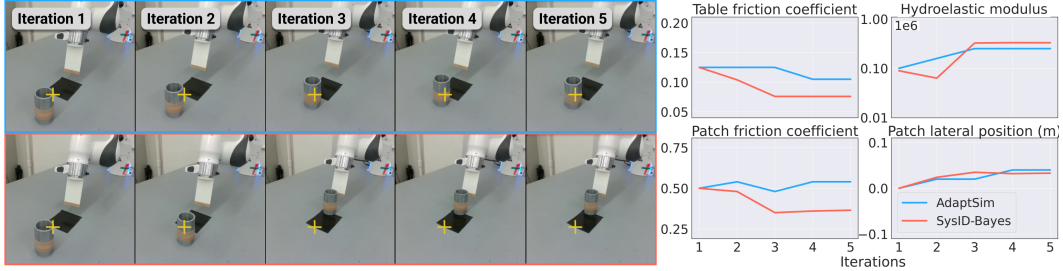 Iteration 1
Iteration 2
Iteration 3
Iteration 4
Iteration 5
Table friction coefficient
0.20
0.15
0.10
0.05
Hydroelastic modulus
1.00
1e6
0.10
0.01
Patch friction coefficient
0.75
0.50
0.25
1 2 3 4 5
Patch lateral position (m)
0.1
0.0
−0.1
AdaptSim
SysID-Bayes
1 2 3 4 5
Iterations